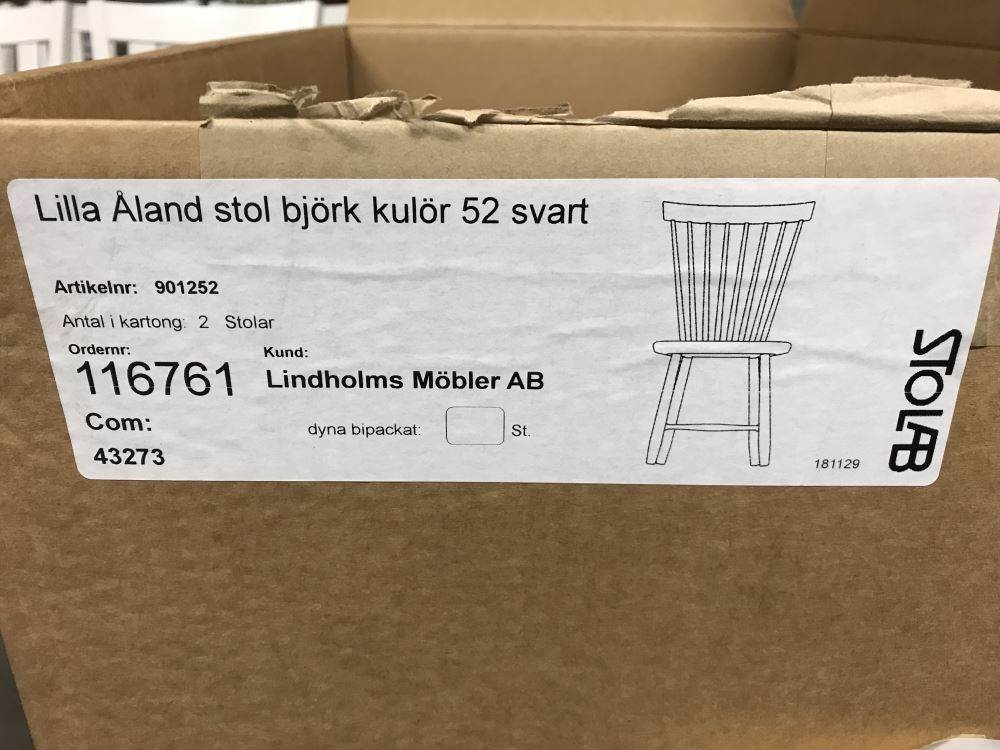 Lilla Åland stol björk kulör 52 svart
Artikelnr: 901252
Antal i kartong: 2 Stolar
Ordernr:
116761
Kund:
Lindholms Möbler AB
Com:
43273
dyna bipackat: St.
181129
STOLAB